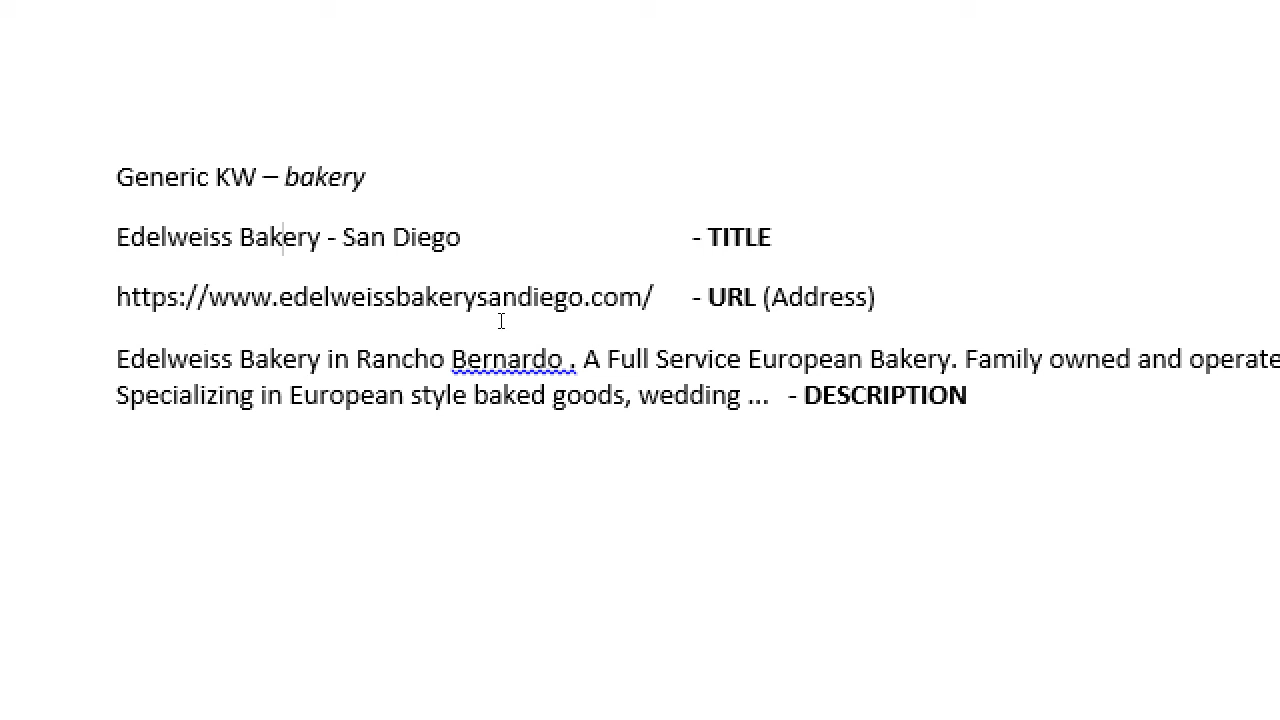 Generic KW – bakery
Edelweiss Bakery - San Diego - TITLE
https://www.edelweissbakerysandiego.com/ - URL (Address)
Edelweiss Bakery in Rancho Bernardo . A Full Service European Bakery. Family owned and operate
Specializing in European style baked goods, wedding ... - DESCRIPTION